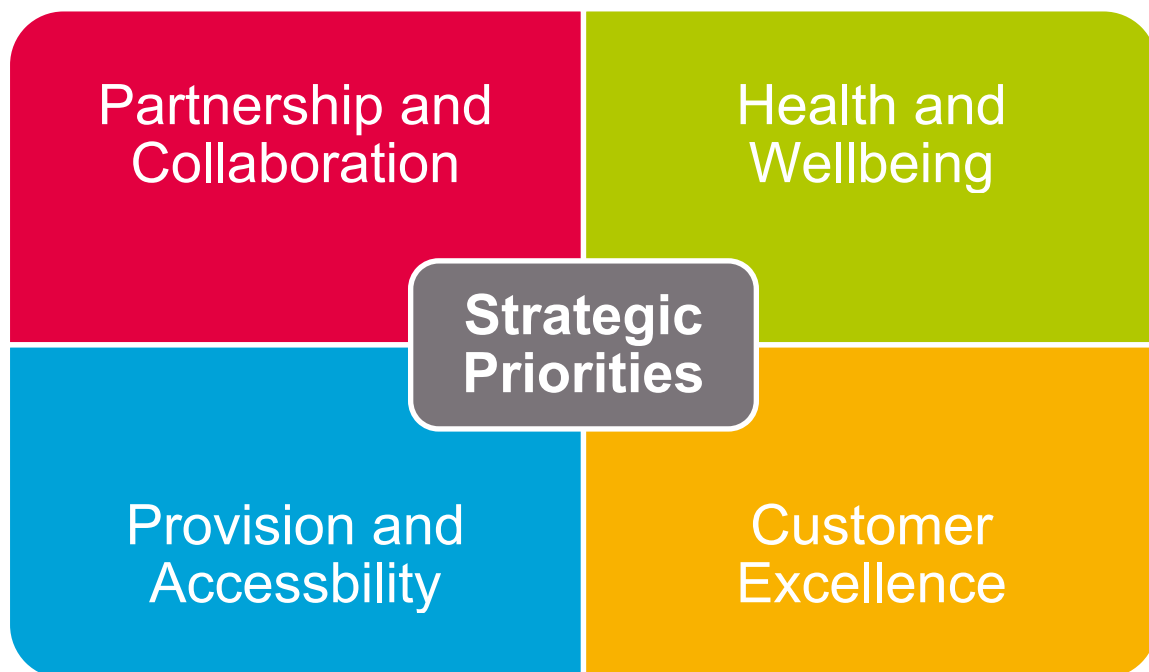 Partnership and
Collaboration
Health and
Wellbeing
Strategic
Priorities
Provision and
Accessbility
Customer
Excellence